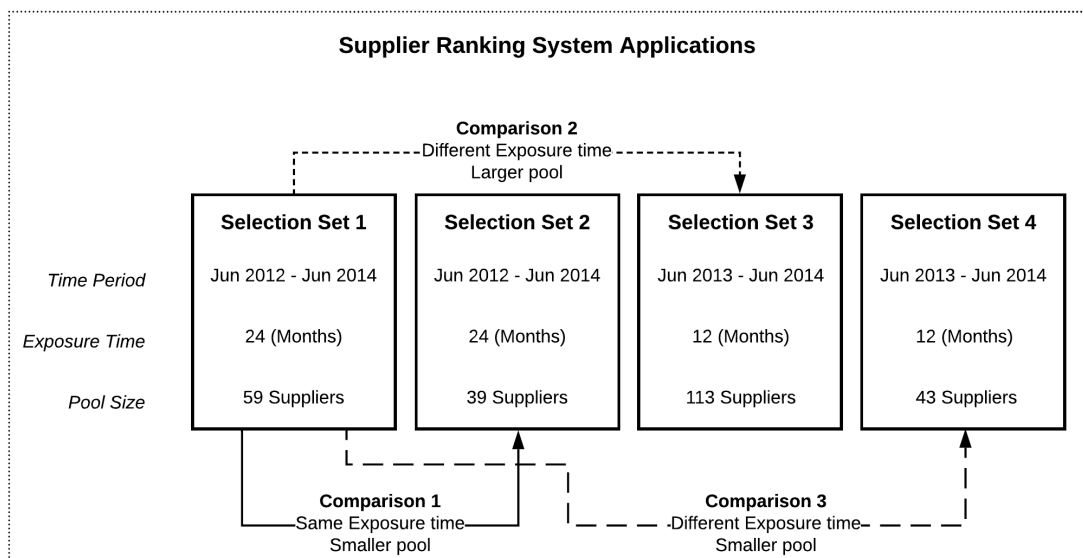 Supplier Ranking System Applications
Comparison 2
Different Exposure time
Larger pool
Selection Set 1
Selection Set 2
Selection Set 3
Selection Set 4
Time Period
Jun 2012 - Jun 2014
Jun 2012 - Jun 2014
Jun 2013 - Jun 2014
Jun 2013 - Jun 2014
Exposure Time
24 (Months)
24 (Months)
12 (Months)
12 (Months)
Pool Size
59 Suppliers
39 Suppliers
113 Suppliers
43 Suppliers
Comparison 1
Same Exposure time
Smaller pool
Comparison 3
Different Exposure time
Smaller pool